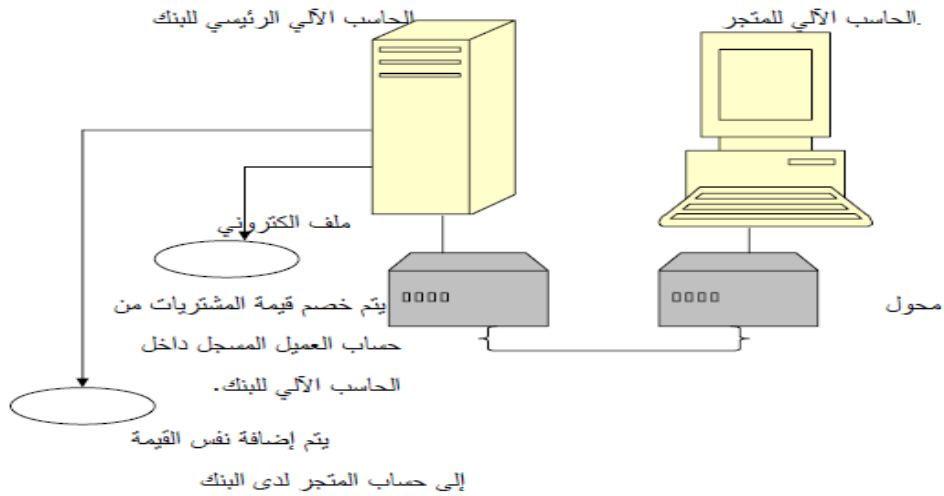 الحاسب الآلي للمتجر.
الحاسب الآلي الرئيسي للبنك
ملف الكتروني
محول
يتم خصم قيمة المشتريات من
حساب العميل المسجل داخل
الحاسب الآلي للبنك.
يتم إضافة نفس القيمة
إلى حساب المتجر لدى البنك